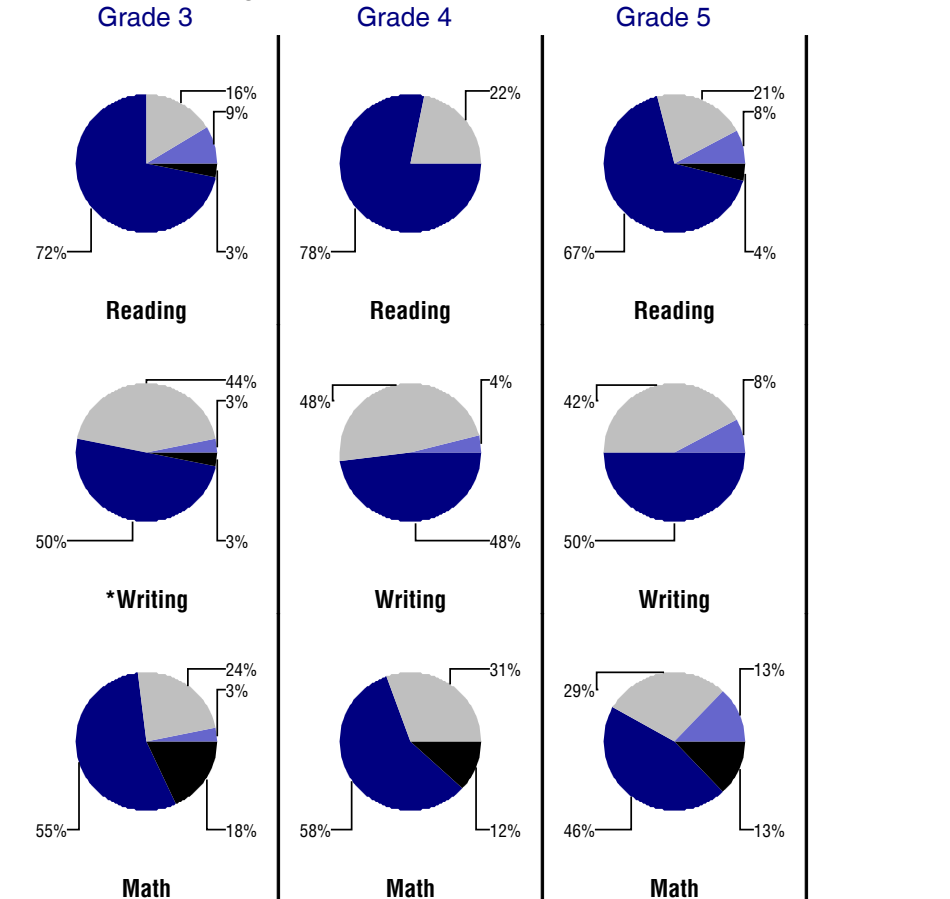 Grade 3 Grade 4 Grade 5
16% 22% 21%
9% 8%
72% 3% 78% 67% 4%
Reading Reading Reading
44% 4% 8%
3% 48% 42%
50% 3% 48% 50%
*Writing Writing Writing
24% 31% 13%
3% 29%
55% 18% 58% 12% 46% 13%
Math Math Math